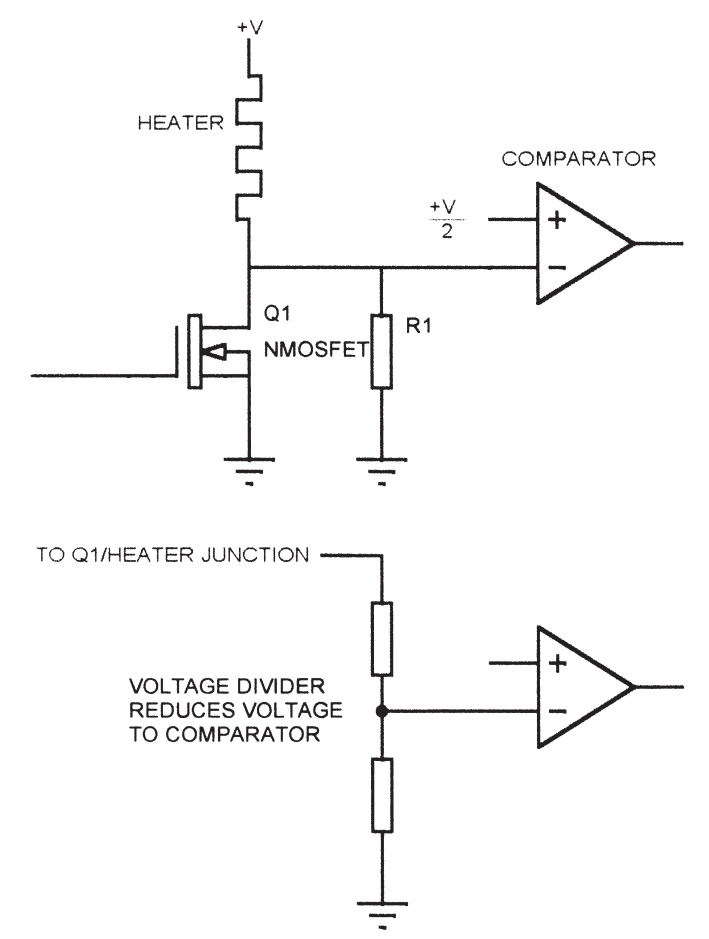 +V
HEATER
COMPARATOR
+V
2
+
−
Q1
NMOSFET
R1
TO Q1/HEATER JUNCTION
VOLTAGE DIVIDER
REDUCES VOLTAGE
TO COMPARATOR
+
−